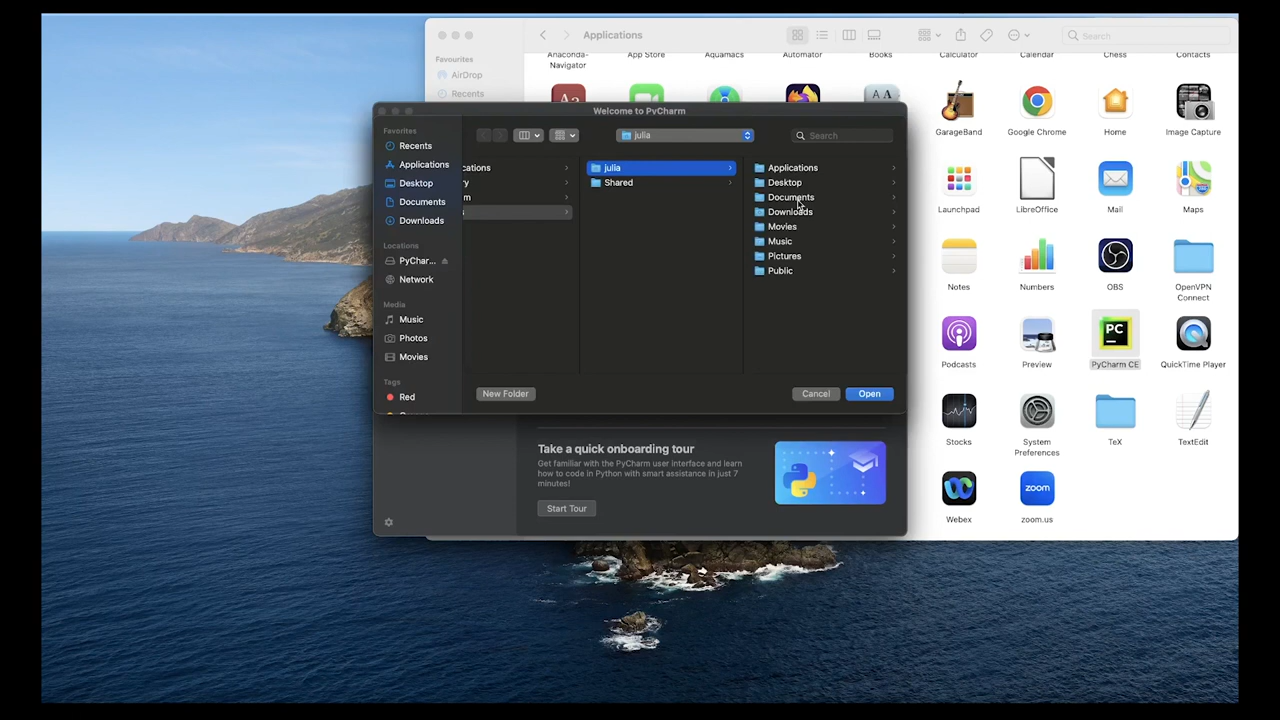 Applications
Search
Favourites
AirDrop
Recents
Anaconda-
Navigator
App Store
Aquamacs
Automator
Books
Calculator
Calendar
Chess
Contacts
GarageBand
Google Chrome
Home
Image Capture
Launchpad
LibreOffice
Mail
Maps
Notes
Numbers
OBS
OpenVPN
Connect
Podcasts
Preview
PC
PyCharm CE
QuickTime Player
Stocks
System
Preferences
TeX
TextEdit
Webex
zoom
zoom.us
Welcome to PyCharm
Favorites
Recents
Applications
Desktop
Documents
Downloads
Locations
PyChar...
Network
Media
Music
Photos
Movies
Tags
Red
julia
Search
cations
ry
m
s
julia
Shared
Applications
Desktop
Documents
Downloads
Movies
Music
Pictures
Public
New Folder
Cancel
Open
Take a quick onboarding tour
Get familiar with the PyCharm user interface and learn
how to code in Python with smart assistance in just 7
minutes!
Start Tour